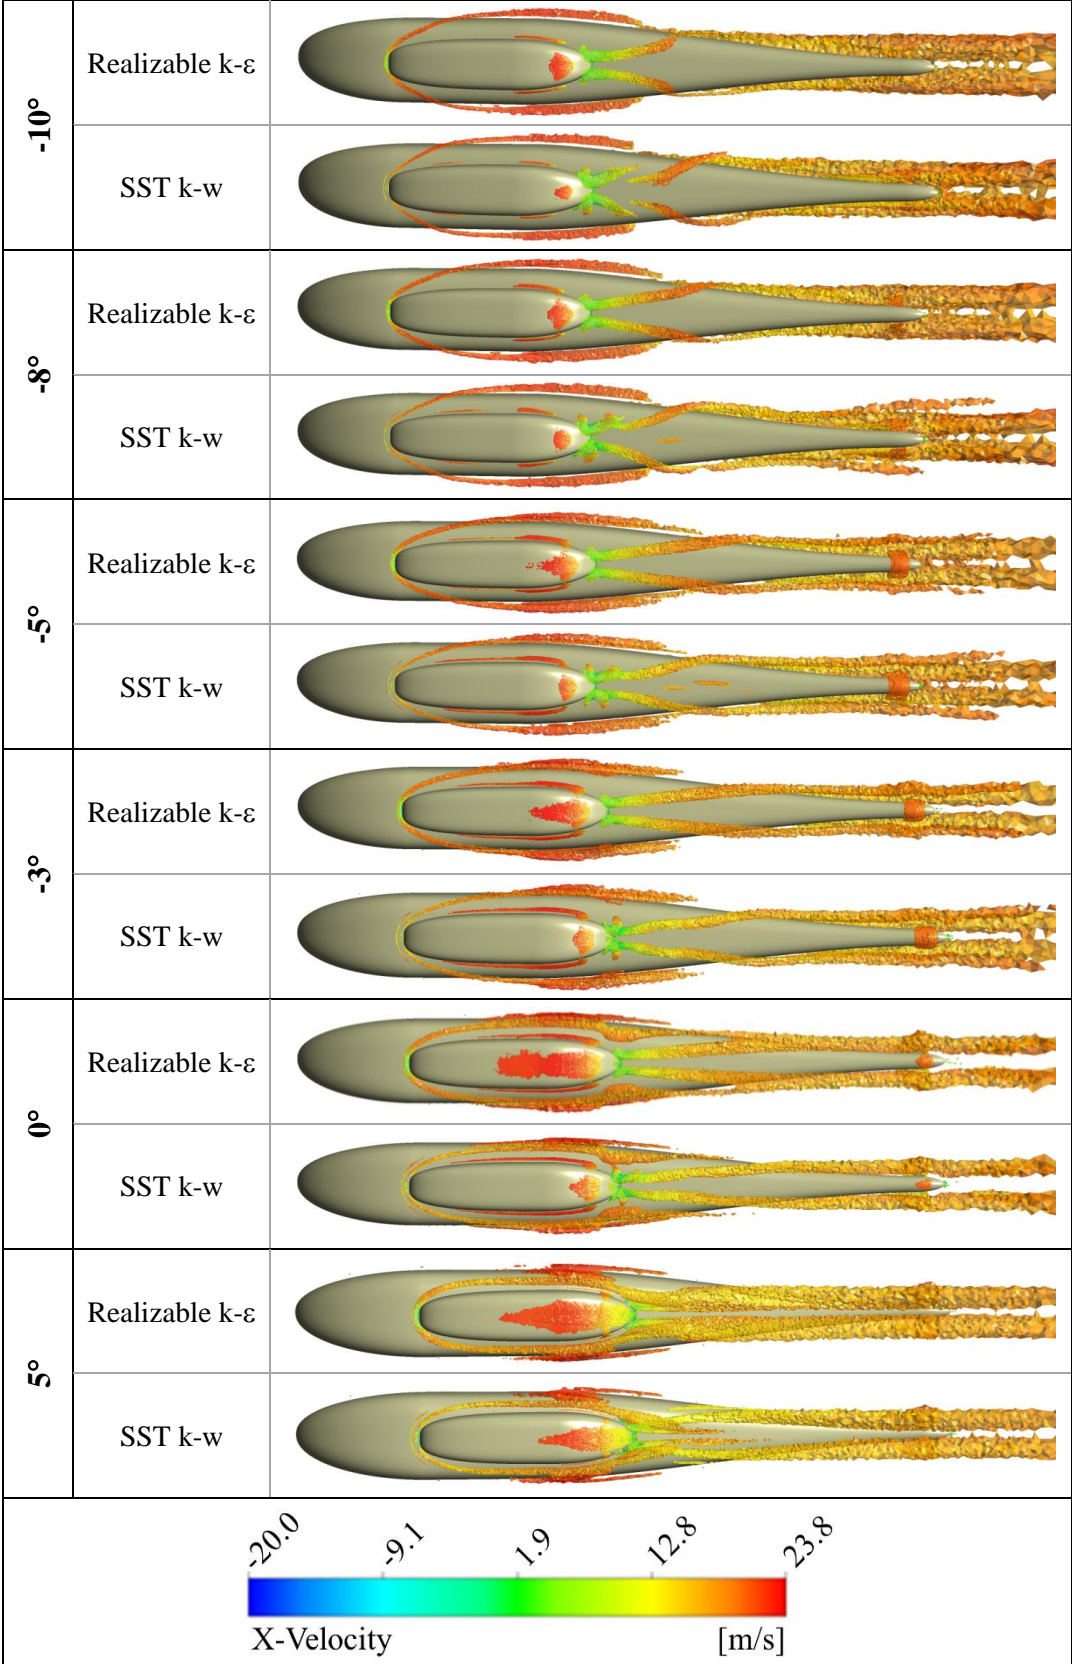 -10°
Realizable k-ε
SST k-w
-8°
Realizable k-ε
SST k-w
-5°
Realizable k-ε
SST k-w
-3°
Realizable k-ε
SST k-w
0°
Realizable k-ε
SST k-w
5°
Realizable k-ε
SST k-w
-20.0 -9.1 1.9 12.8 23.8
X-Velocity [m/s]